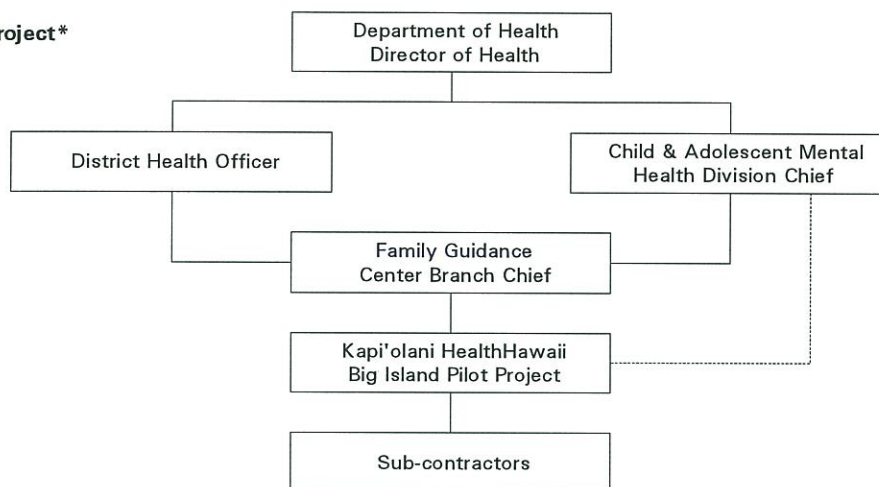 roject*
Department of Health
Director of Health
District Health Officer
Child & Adolescent Mental
Health Division Chief
Family Guidance
Center Branch Chief
Kapi'olani HealthHawaii
Big Island Pilot Project
Sub-contractors